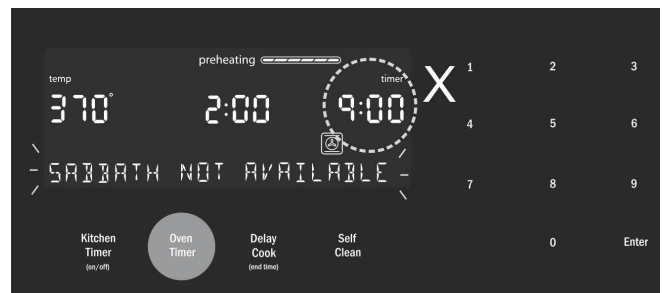 preheating
temp
timer
370°
2:00
9:00
X
SABBATH NOT AVAILABLE
Kitchen
Timer
(on/off)
Oven
Timer
Delay
Cook
(end time)
Self
Clean
1 2 3
4 5 6
7 8 9
0 Enter